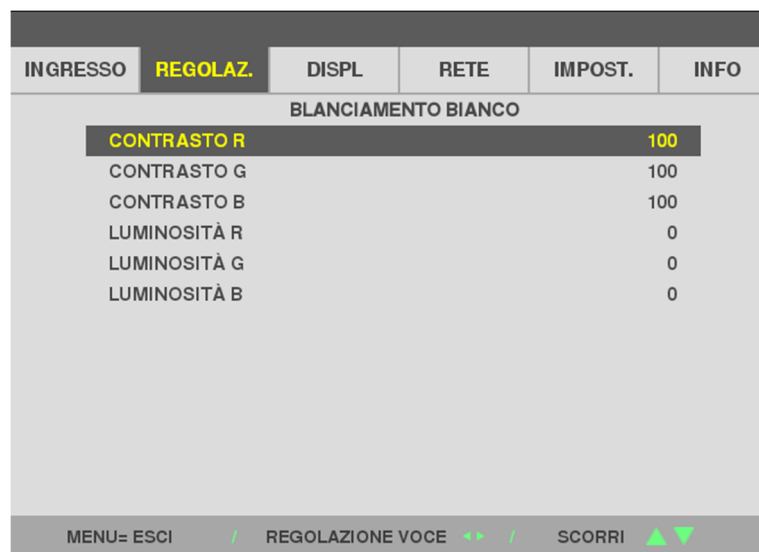 INGRESSO REGOLAZ. DISPL RETE IMPOST. INFO
BLANCIAMENTO BIANCO
CONTRASTO R 100
CONTRASTO G 100
CONTRASTO B 100
LUMINOSITÀ R 0
LUMINOSITÀ G 0
LUMINOSITÀ B 0
MENU= ESCI / REGOLAZIONE VOCE / SCORRI